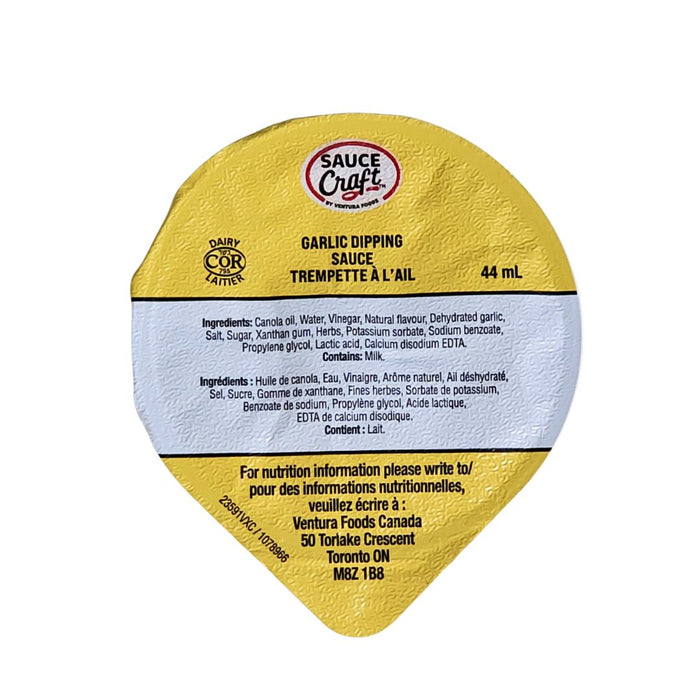 SAUCE
Craft™
BY VENTURA FOODS
GARLIC DIPPING
SAUCE
TREMPETTE À L'AIL
44 mL
DAIRY
COR
795
LAITIER
Ingredients: Canola oil, Water, Vinegar, Natural flavour, Dehydrated garlic,
Salt, Sugar, Xanthan gum, Herbs, Potassium sorbate, Sodium benzoate,
Propylene glycol, Lactic acid, Calcium disodium EDTA.
Contains: Milk.
Ingrédients : Huile de canola, Eau, Vinaigre, Arôme naturel, Ail déshydraté,
Sel, Sucre, Gomme de xanthane, Fines herbes, Sorbate de potassium,
Benzoate de sodium, Propylène glycol, Acide lactique,
EDTA de calcium disodique.
Contient : Lait.
For nutrition information please write to/
pour des informations nutritionnelles,
veuillez écrire à :
Ventura Foods Canada
50 Torlake Crescent
Toronto ON
M8Z 1B8
23591VXC / 1078966